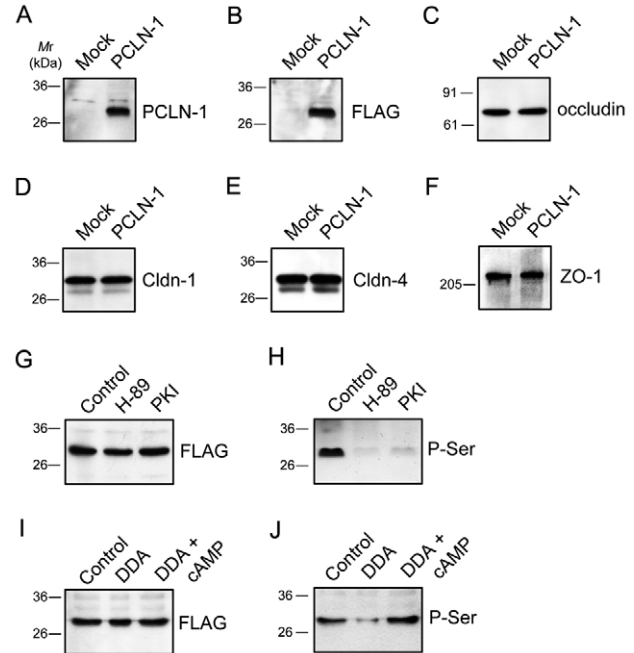 A
Mock
PCLN-1
Mr
(kDa)
36
26
PCLN-1
B
Mock
PCLN-1
36
26
FLAG
C
Mock
PCLN-1
91
61
occludin
D
Mock
PCLN-1
36
26
Cldn-1
E
Mock
PCLN-1
36
26
Cldn-4
F
Mock
PCLN-1
205
ZO-1
G
Control
H-89
PKI
36
26
FLAG
H
Control
H-89
PKI
36
26
P-Ser
I
Control
DDA
DDA +
cAMP
36
26
FLAG
J
Control
DDA
DDA +
cAMP
36
26
P-Ser